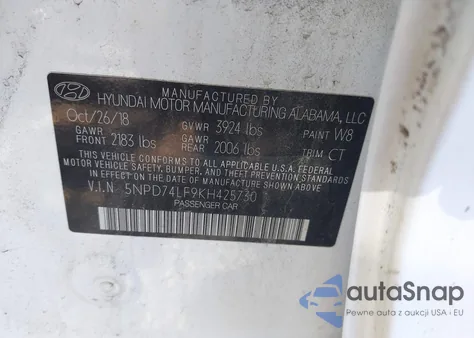 MANUFACTURED BY
HYUNDAI MOTOR MANUFACTURING ALABAMA, LLC
Oct/26/18 GVWR 3924 lbs PAINT W8
GAWR FRONT 2183 lbs GAWR REAR 2006 lbs TRIM CT
THIS VEHICLE CONFORMS TO ALL APPLICABLE U.S. FEDERAL
MOTOR VEHICLE SAFETY, BUMPER, AND THEFT PREVENTION
STANDARDS IN EFFECT ON THE DATE OF MANUFACTURE SHOWN ABOVE.
V.I.N 5NPD74LF9KH425730
PASSENGER CAR
autoSnap
Pewne auta z aukcji USA - EU